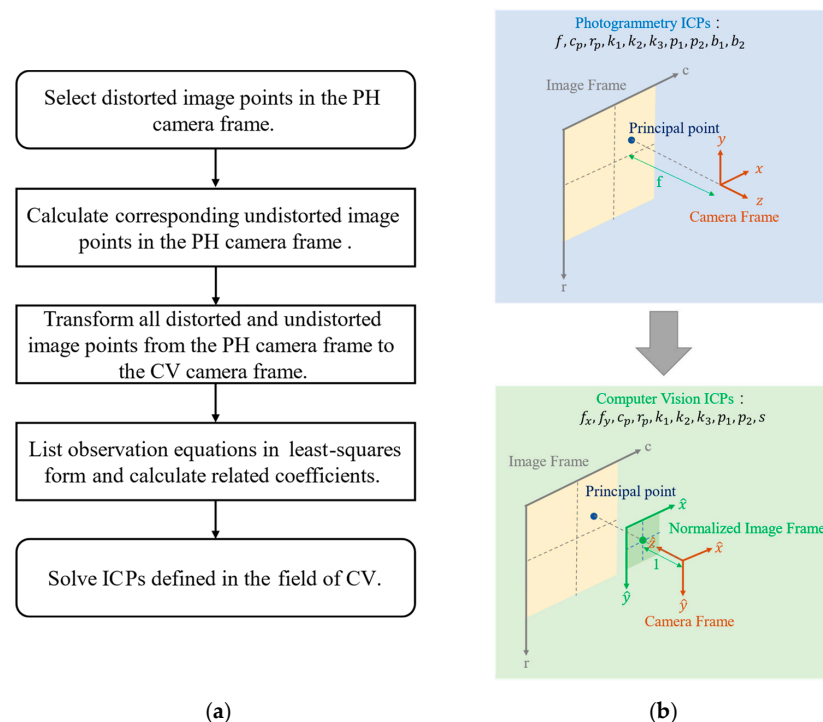 Select distorted image points in the PH
camera frame.
Calculate corresponding undistorted image
points in the PH camera frame .
Transform all distorted and undistorted
image points from the PH camera frame to
the CV camera frame.
List observation equations in least-squares
form and calculate related coefficients.
Solve ICPs defined in the field of CV.
(a)
Photogrammetry ICPs :
f, c_p, r_p, k_1, k_2, k_3, p_1, p_2, b_1, b_2
c
Image Frame
Principal point
y
x
f
z
Camera Frame
r
Computer Vision ICPs :
f_x, f_y, c_p, r_p, k_1, k_2, k_3, p_1, p_2, s
c
Image Frame
Principal point
x̂
Normalized Image Frame
ẑ
x̂
1
ŷ
ŷ
Camera Frame
r
(b)